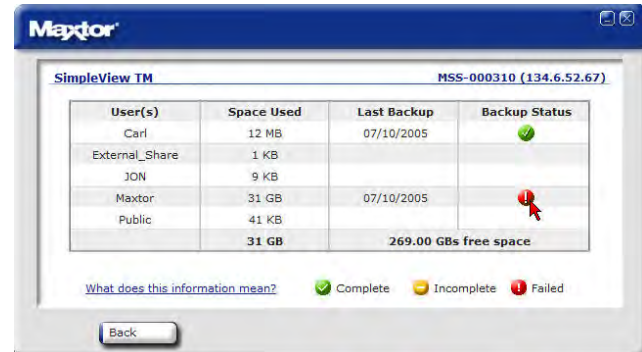 Maxtor
SimpleView TM MSS-000310 (134.6.52.67)
User(s) Space Used Last Backup Backup Status
Carl 12 MB 07/10/2005
External_Share 1 KB
JON 9 KB
Maxtor 31 GB 07/10/2005
Public 41 KB
31 GB 269.00 GBs free space
What does this information mean? Complete Incomplete Failed
Back